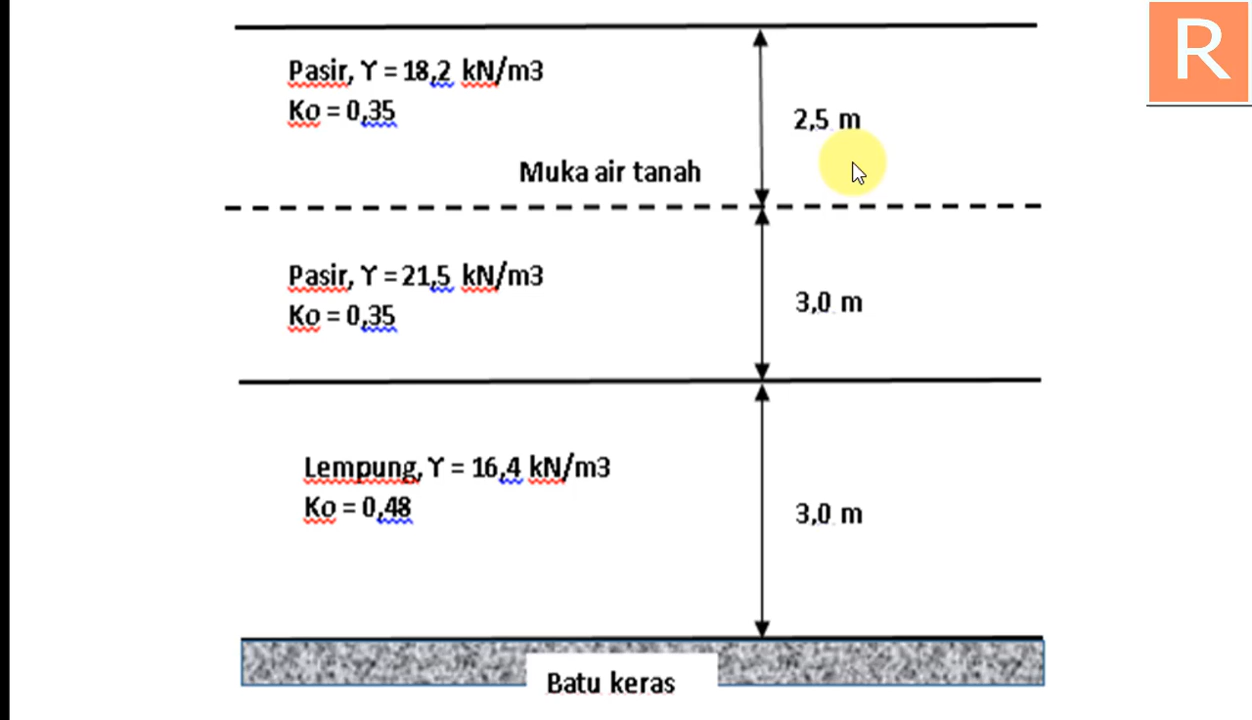 R
Pasir, ϒ = 18,2 kN/m3
Ko = 0,35
2,5 m
Muka air tanah
Pasir, ϒ = 21,5 kN/m3
Ko = 0,35
3,0 m
Lempung, ϒ = 16,4 kN/m3
Ko = 0,48
3,0 m
Batu keras